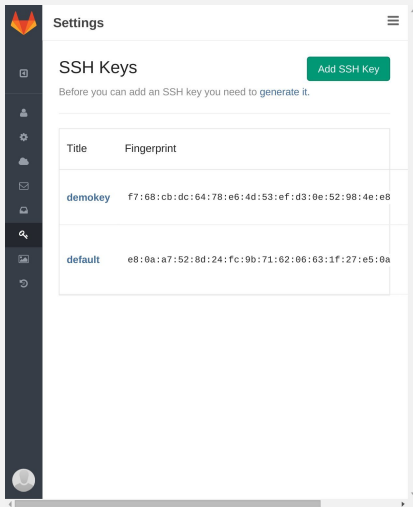 Settings
SSH Keys
Add SSH Key
Before you can add an SSH key you need to generate it.
Title Fingerprint
demokey f7:68:cb:dc:64:78:e6:4d:53:ef:d3:0e:52:98:4e:e8
default e8:0a:a7:52:8d:24:fc:9b:71:62:06:63:1f:27:e5:0a